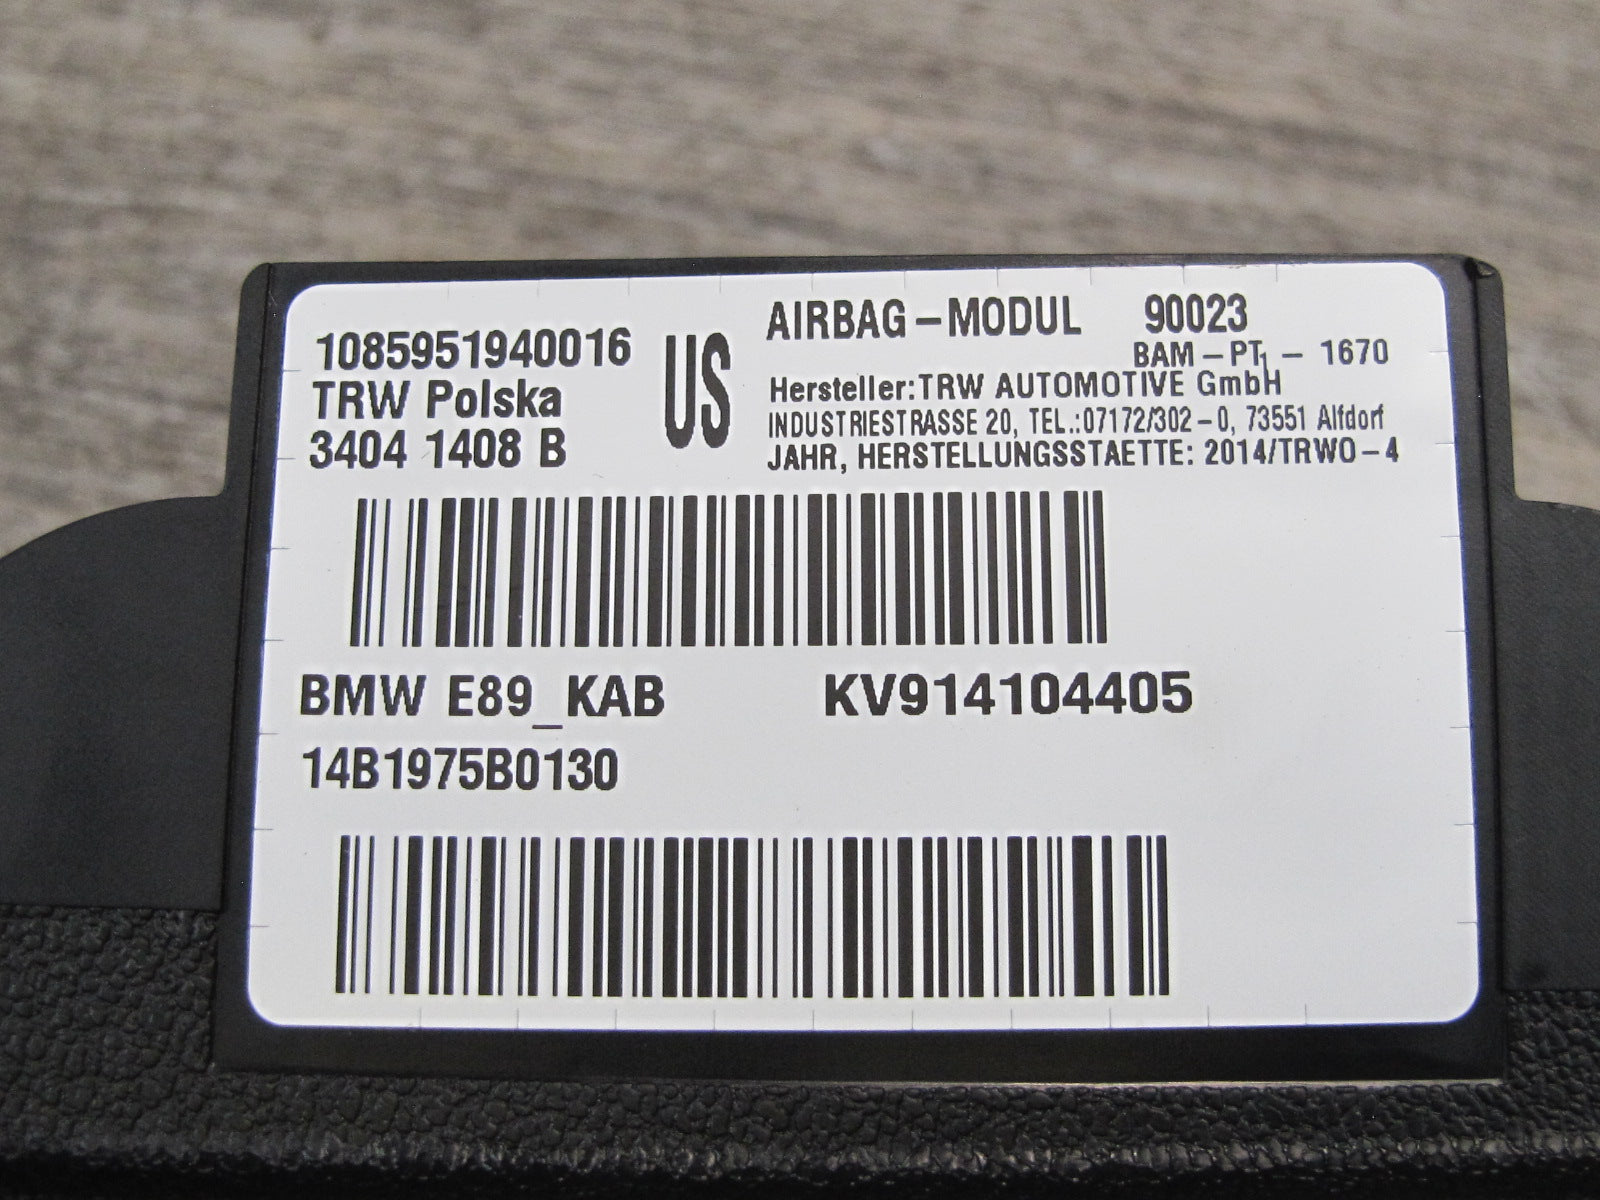 1085951940016
TRW Polska
3404 1408 B
US
AIRBAG-MODUL 90023
BAM-PT1-1670
Hersteller:TRW AUTOMOTIVE GmbH
INDUSTRIESTRASSE 20, TEL.:07172/302-0, 73551 Alfdorf
JAHR, HERSTELLUNGSSTAETTE: 2014/TRWO-4
BMW E89_KAB KV914104405
14B1975B0130